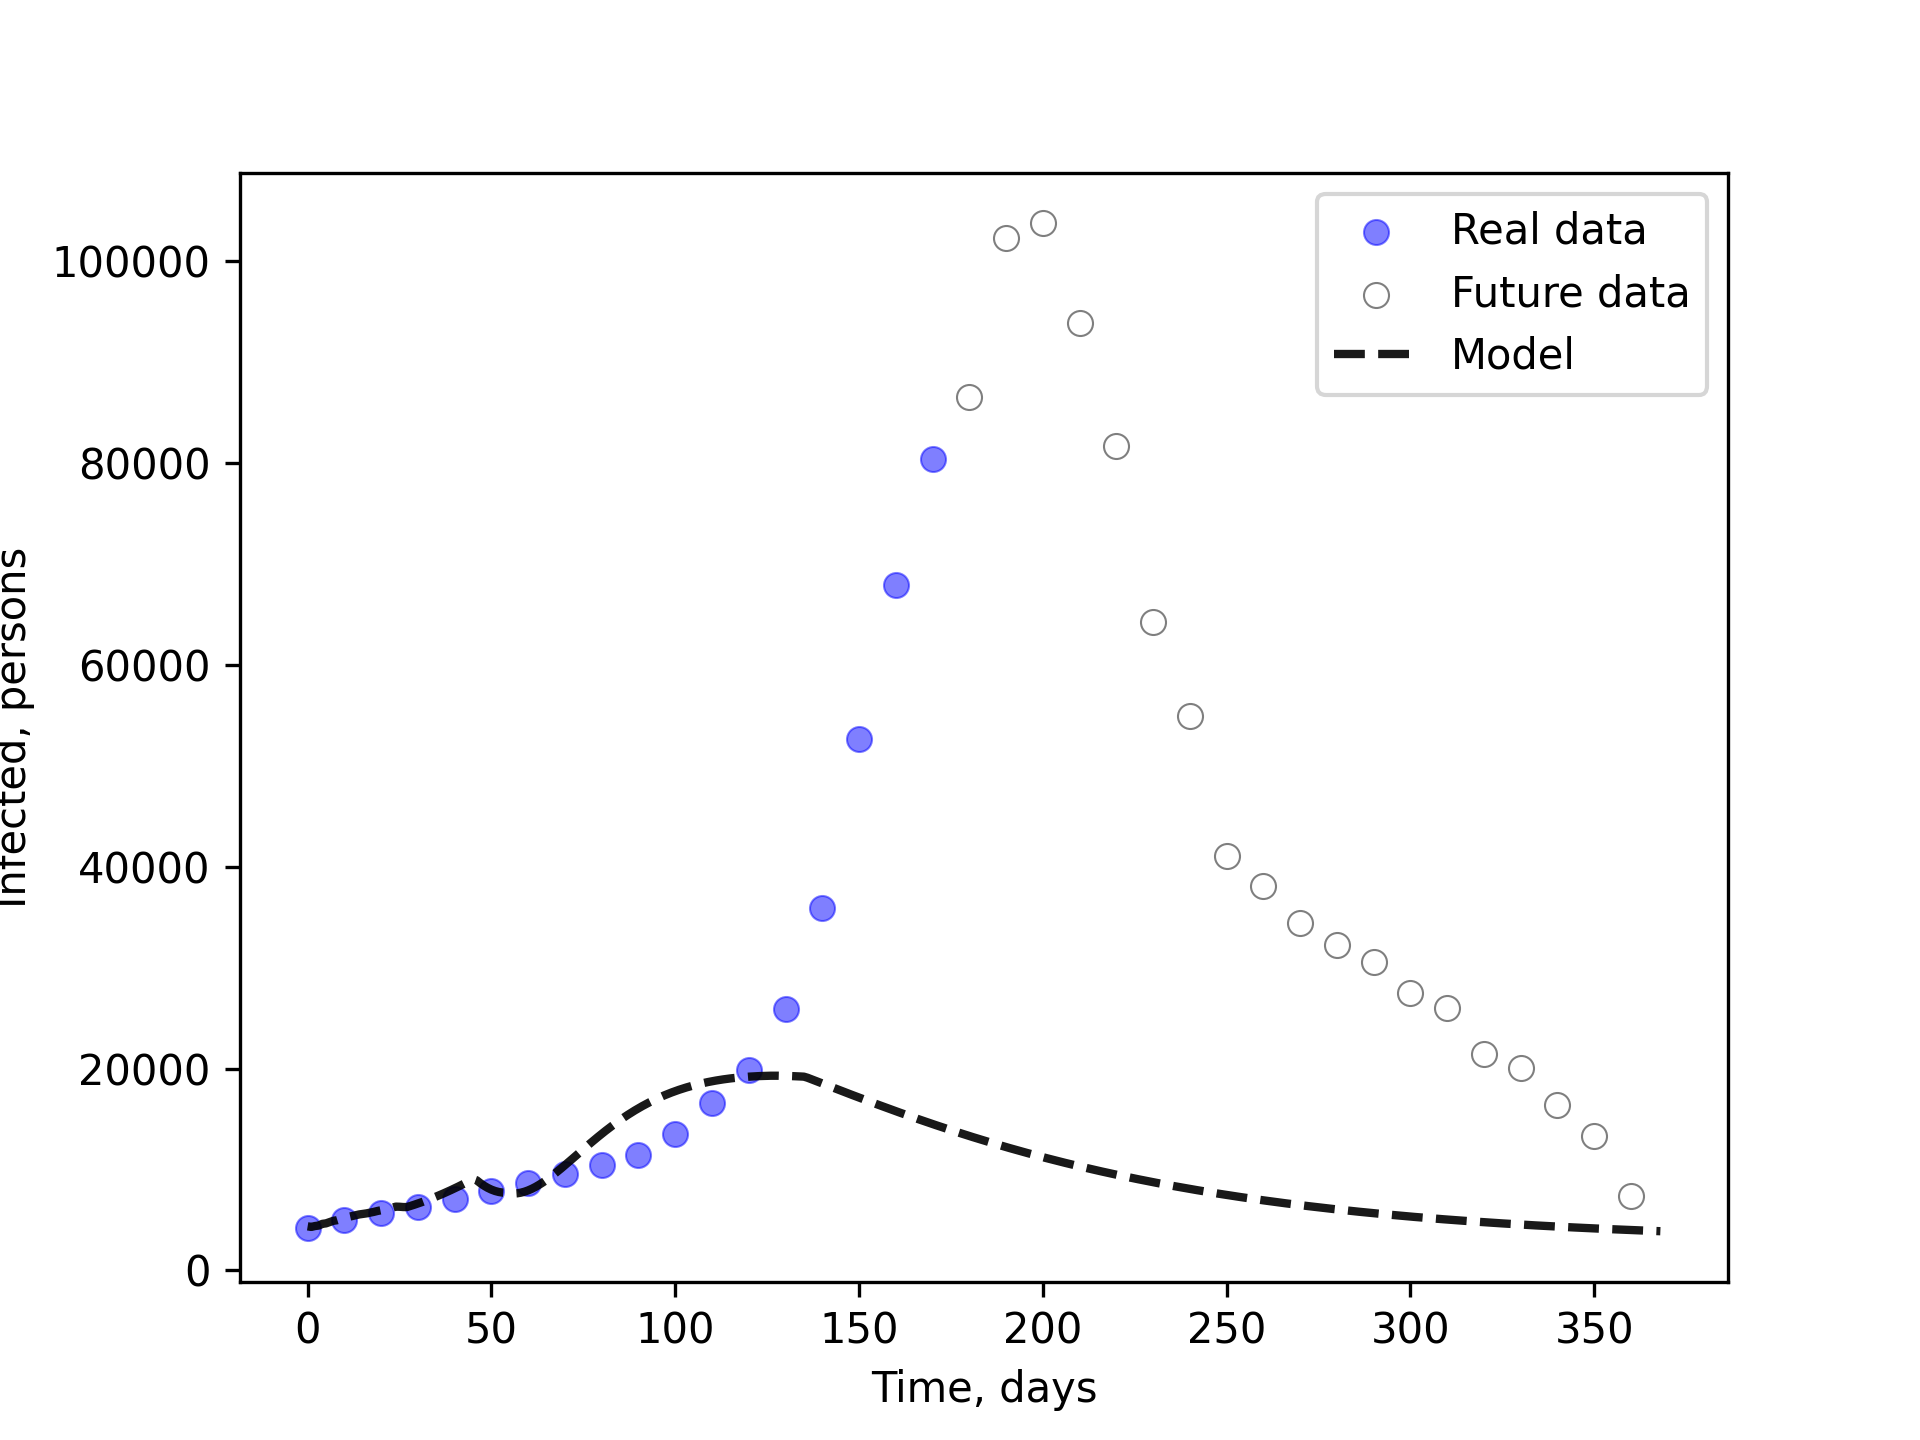 Real data
Future data
Model
100000
80000
60000
40000
20000
0
Infected, persons
0 50 100 150 200 250 300 350
Time, days